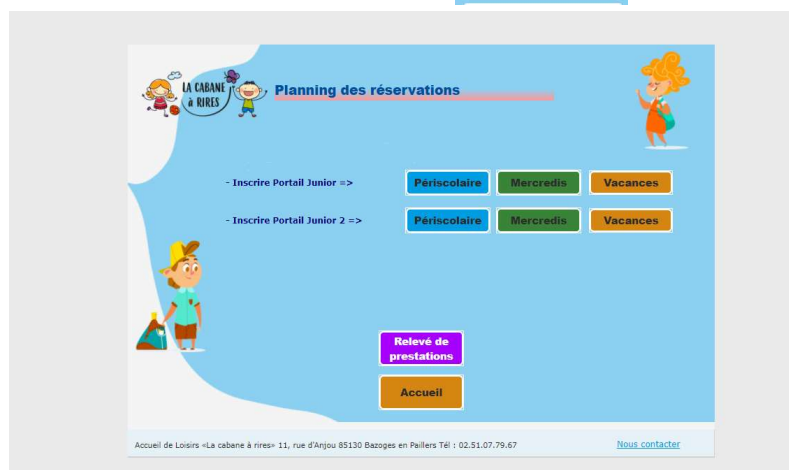 LA CABANE
à RIRES
Planning des réservations
- Inscrire Portail Junior => Périscolaire Mercredis Vacances
- Inscrire Portail Junior 2 => Périscolaire Mercredis Vacances
Relevé de
prestations
Accueil
Accueil de Loisirs «La cabane à rires» 11, rue d'Anjou 85130 Bazoges en Paillers Tél : 02.51.07.79.67 Nous contacter